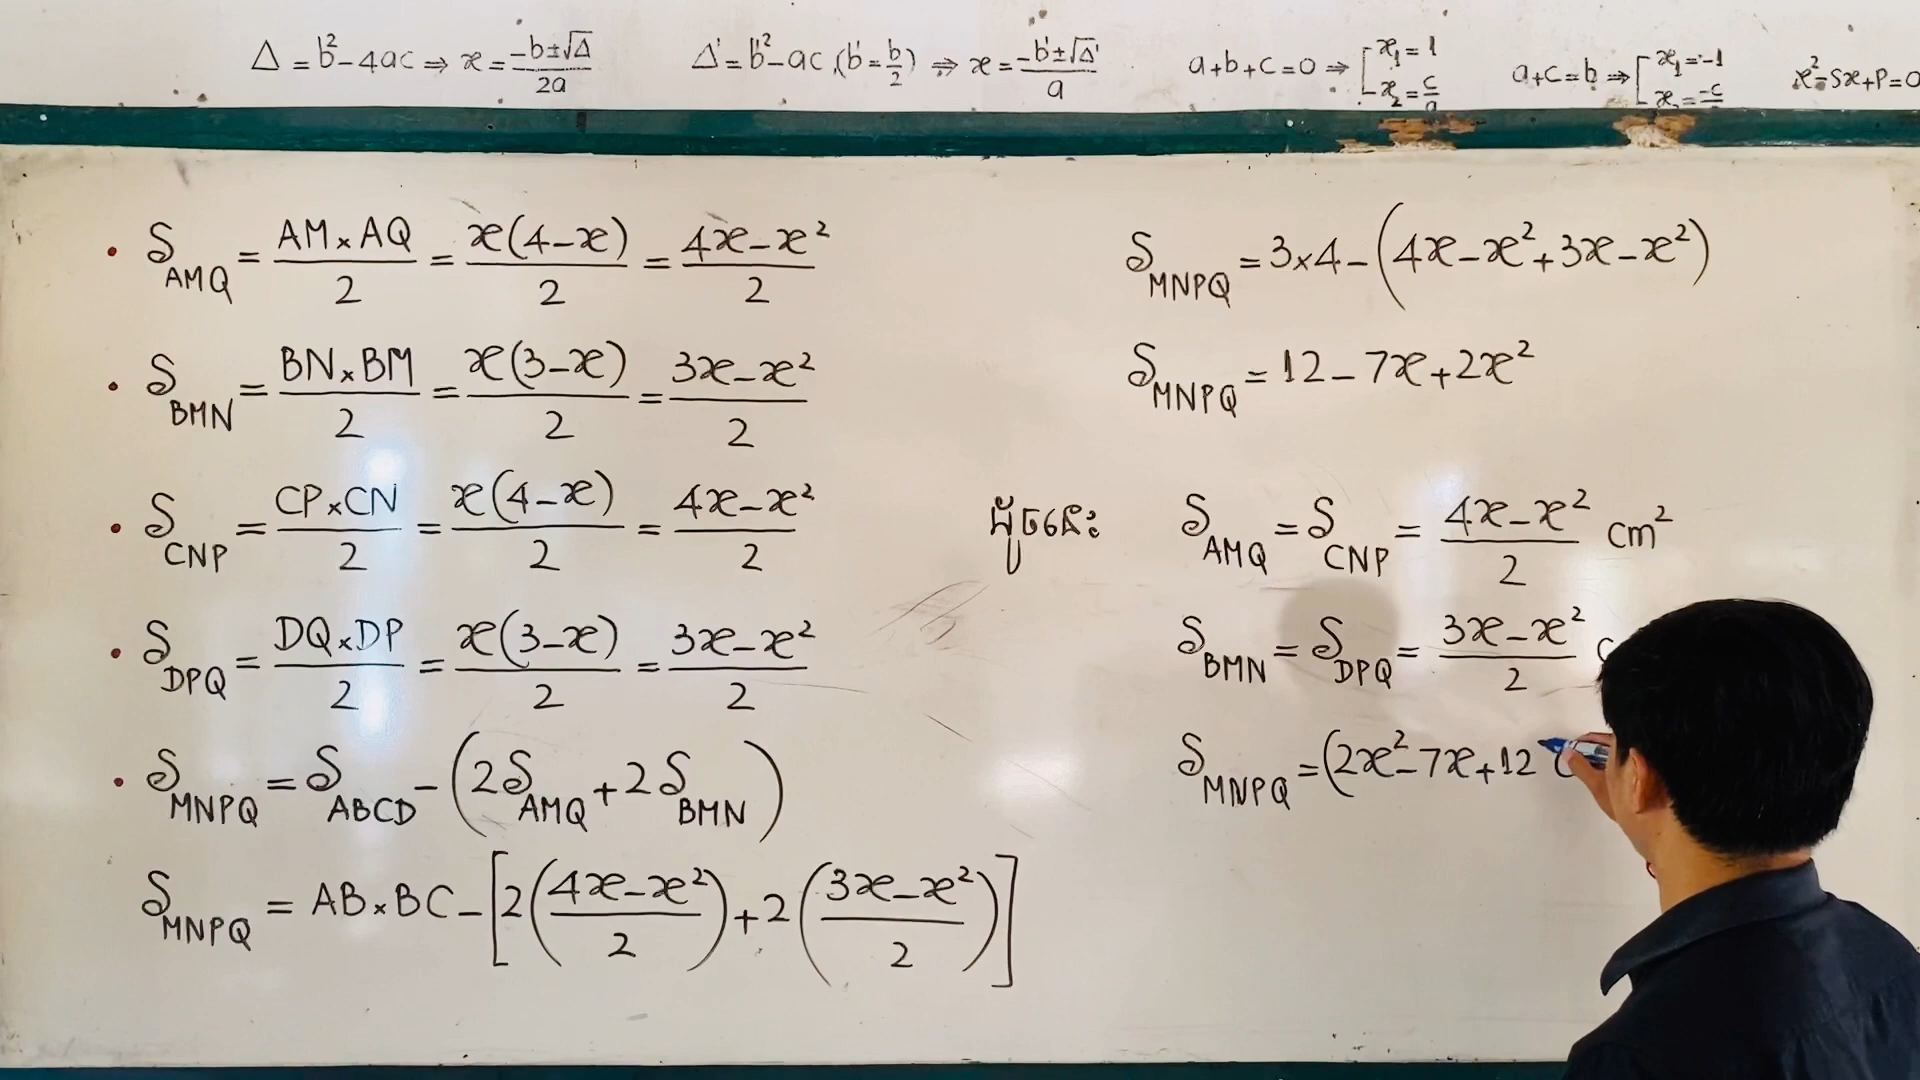 Δ = b² - 4ac ⇒ x = (-b±√Δ)/2a
Δ' = b'² - ac, (b' = b/2) ⇒ x = (-b'±√Δ')/a
a+b+c=0 ⇒ [x₁=1 x₂=c/a
a+c=b ⇒ [x₁=-1 x₂=-c
x²-Sx+P=0
• S_AMQ = (AM×AQ)/2 = x(4-x)/2 = (4x-x²)/2
• S_BMN = (BN×BM)/2 = x(3-x)/2 = (3x-x²)/2
• S_CNP = (CP×CN)/2 = x(4-x)/2 = (4x-x²)/2
• S_DPQ = (DQ×DP)/2 = x(3-x)/2 = (3x-x²)/2
• S_MNPQ = S_ABCD - (2S_AMQ + 2S_BMN)
S_MNPQ = AB×BC - [2((4x-x²)/2) + 2((3x-x²)/2)]
S_MNPQ = 3×4 - (4x-x²+3x-x²)
S_MNPQ = 12 - 7x + 2x²
ដូចនេះ S_AMQ = S_CNP = (4x-x²)/2 cm²
S_BMN = S_DPQ = (3x-x²)/2 c
S_MNPQ = (2x²-7x+12